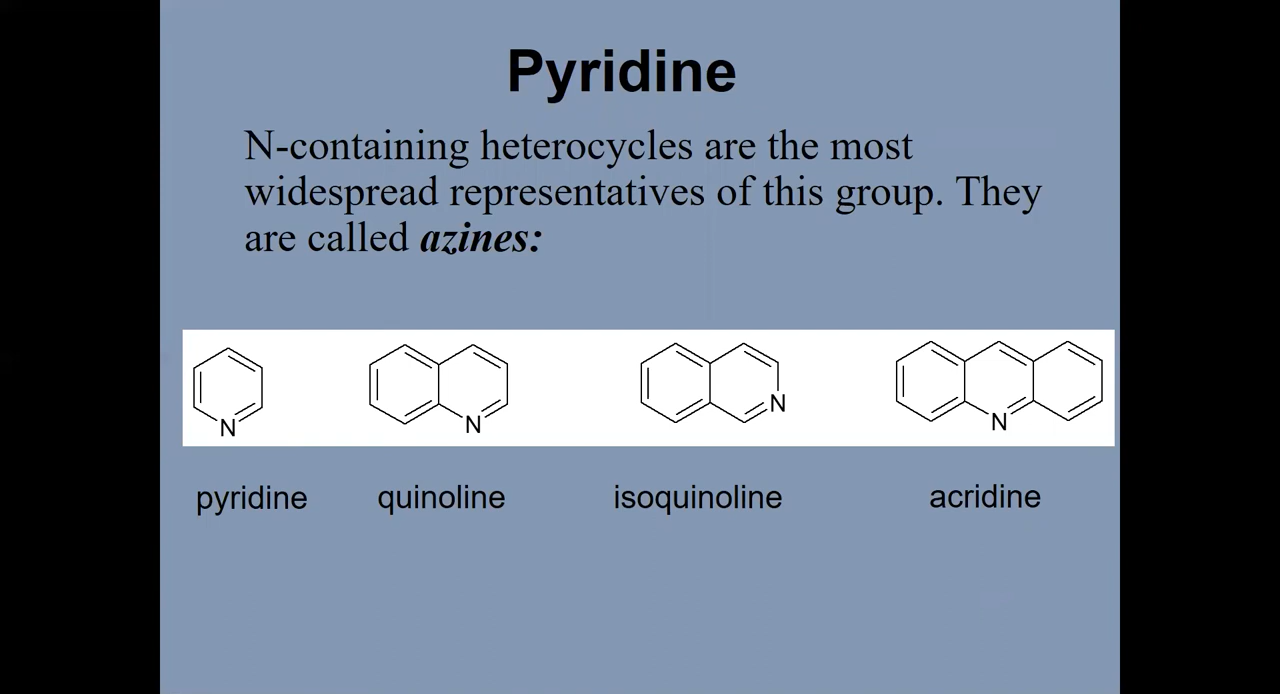 Pyridine
N-containing heterocycles are the most
widespread representatives of this group. They
are called azines:
N N N N
pyridine quinoline isoquinoline acridine